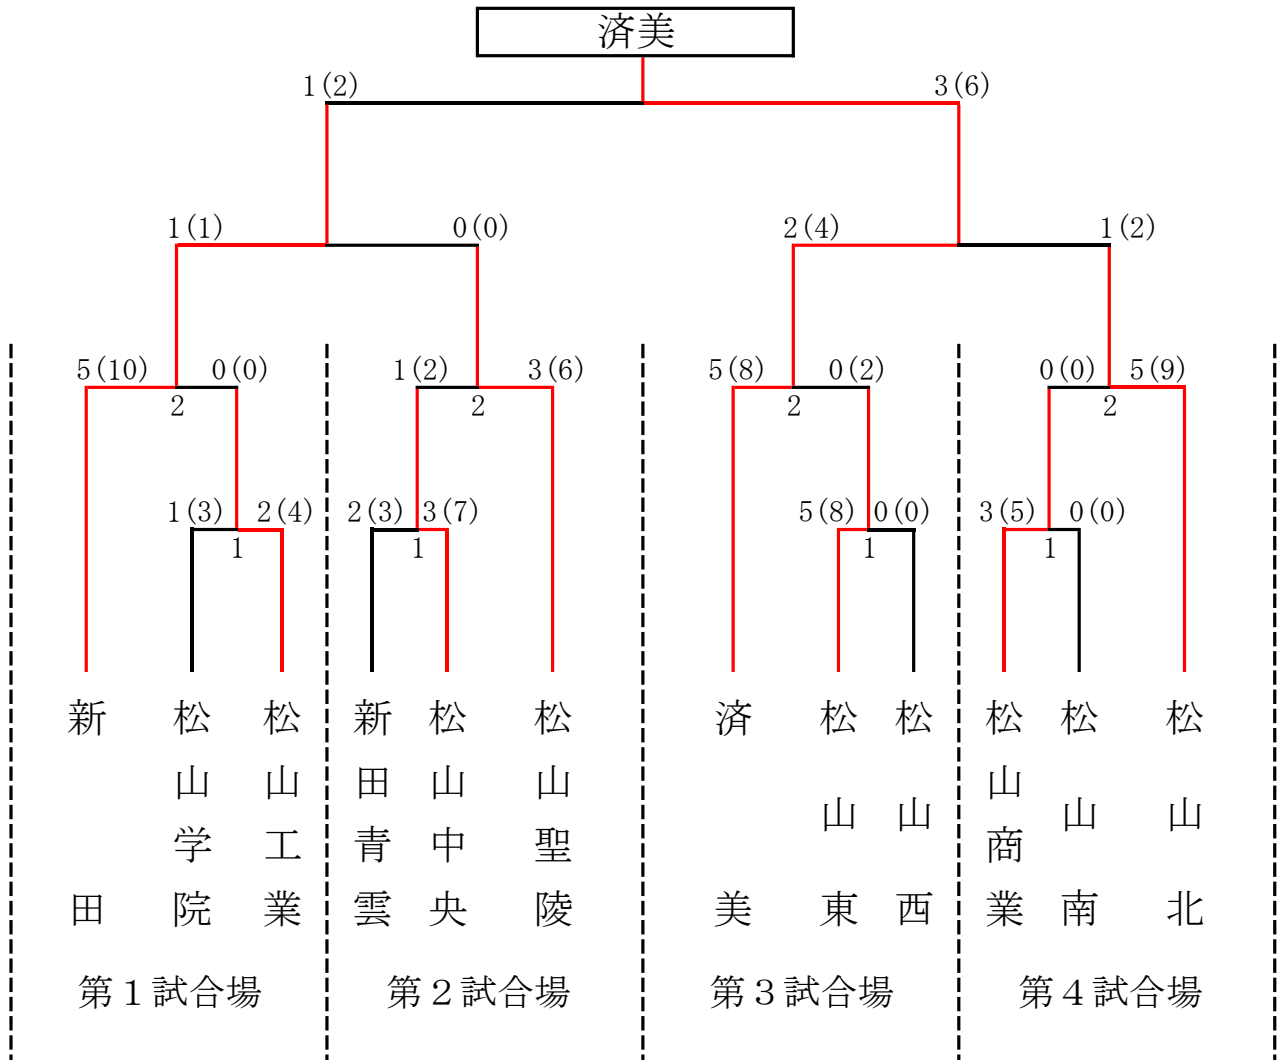 済美
1(2) 3(6)
1(1) 0(0) 2(4) 1(2)
5(10) 0(0) 1(2) 3(6) 5(8) 0(2) 0(0) 5(9)
2 2 2 2
1(3) 2(4) 2(3) 3(7) 5(8) 0(0) 3(5) 0(0)
1 1 1 1
新田 松山学院 松山工業 新田青雲 松山中央 松山聖陵 済美 松山東 松山西 松山商業 松山南 松山北
第1試合場 第2試合場 第3試合場 第4試合場